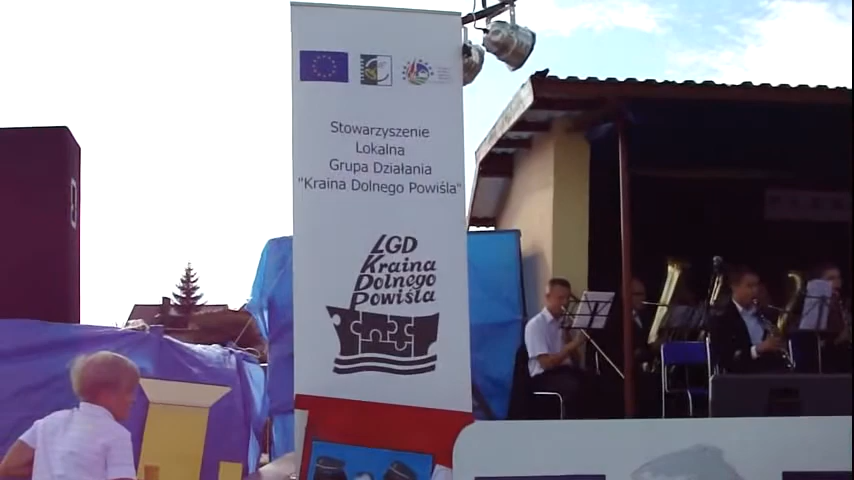 Stowarzyszenie
Lokalna
Grupa Działania
"Kraina Dolnego Powiśla"
LGD
Kraina
Dolnego
Powiśla